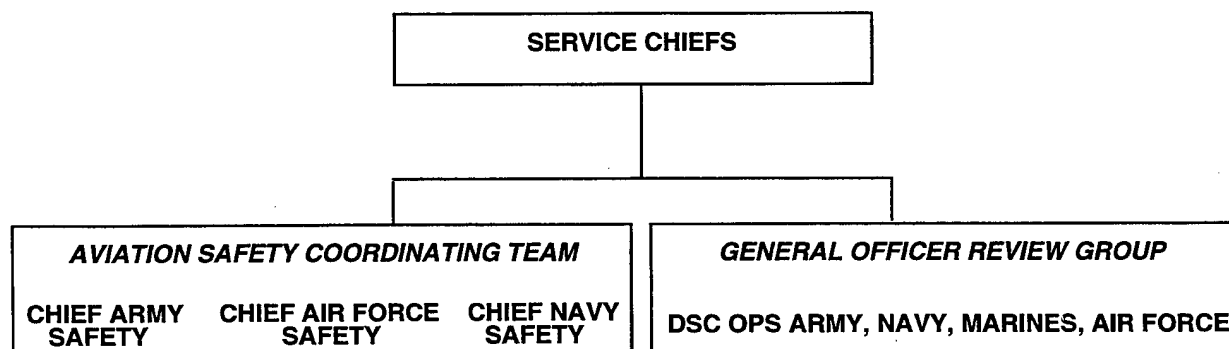 SERVICE CHIEFS
AVIATION SAFETY COORDINATING TEAM
CHIEF ARMY SAFETY
CHIEF AIR FORCE SAFETY
CHIEF NAVY SAFETY
GENERAL OFFICER REVIEW GROUP
DSC OPS ARMY, NAVY, MARINES, AIR FORCE